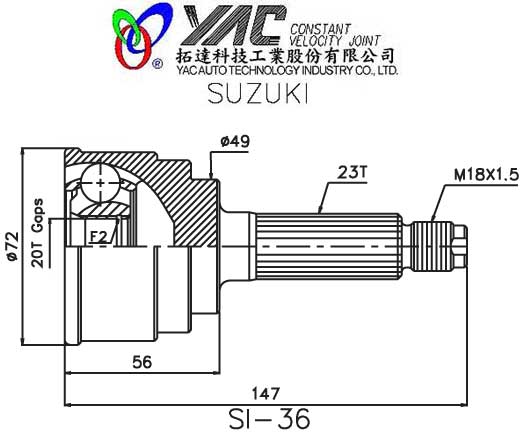 YAC CONSTANT
VELOCITY JOINT
®
拓達科技工業股份有限公司
YAC AUTO TECHNOLOGY INDUSTRY CO., LTD.
SUZUKI
ø49
23T
M18X1.5
ø72
20T Gaps
F2
56
147
SI-36